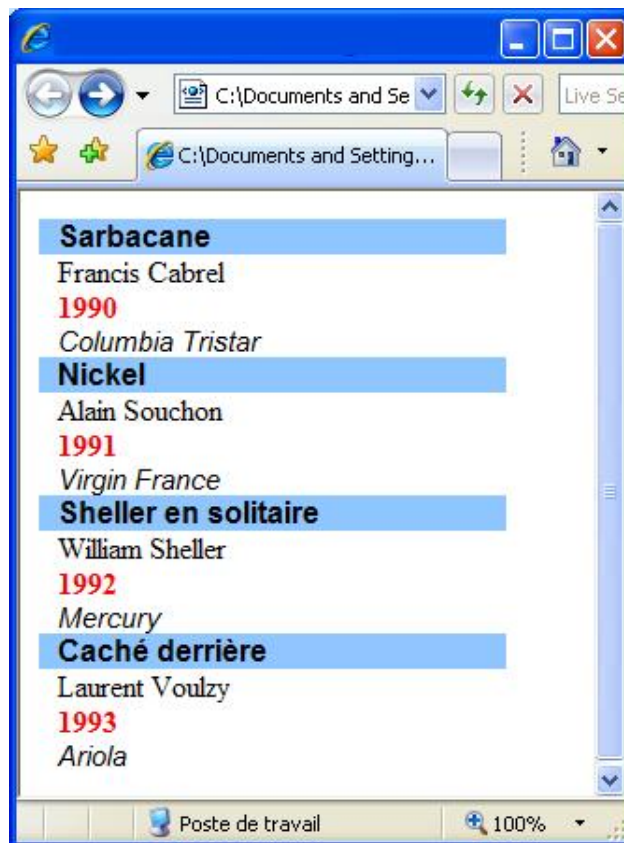 C:\Documents and Se
Live Se
C:\Documents and Setting...
Sarbacane
Francis Cabrel
1990
Columbia Tristar
Nickel
Alain Souchon
1991
Virgin France
Sheller en solitaire
William Sheller
1992
Mercury
Caché derrière
Laurent Voulzy
1993
Ariola
Poste de travail
100%